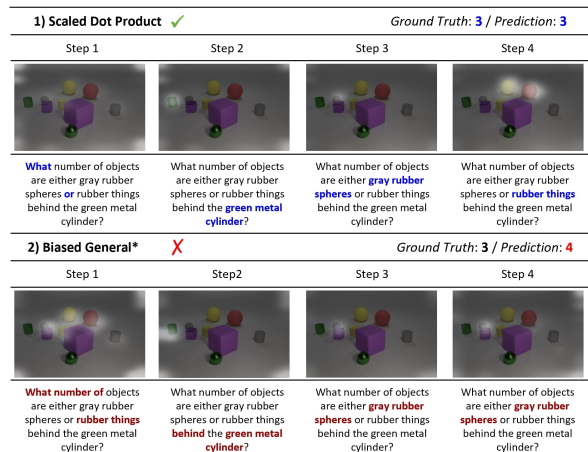 1) Scaled Dot Product ✓ Ground Truth: 3 / Prediction: 3
Step 1 Step 2 Step 3 Step 4
What number of objects
are either gray rubber
spheres or rubber things
behind the green metal
cylinder?
What number of objects
are either gray rubber
spheres or rubber things
behind the green metal
cylinder?
What number of objects
are either gray rubber
spheres or rubber things
behind the green metal
cylinder?
What number of objects
are either gray rubber
spheres or rubber things
behind the green metal
cylinder?
2) Biased General* ✗ Ground Truth: 3 / Prediction: 4
Step 1 Step2 Step 3 Step 4
What number of objects
are either gray rubber
spheres or rubber things
behind the green metal
cylinder?
What number of objects
are either gray rubber
spheres or rubber things
behind the green metal
cylinder?
What number of objects
are either gray rubber
spheres or rubber things
behind the green metal
cylinder?
What number of objects
are either gray rubber
spheres or rubber things
behind the green metal
cylinder?